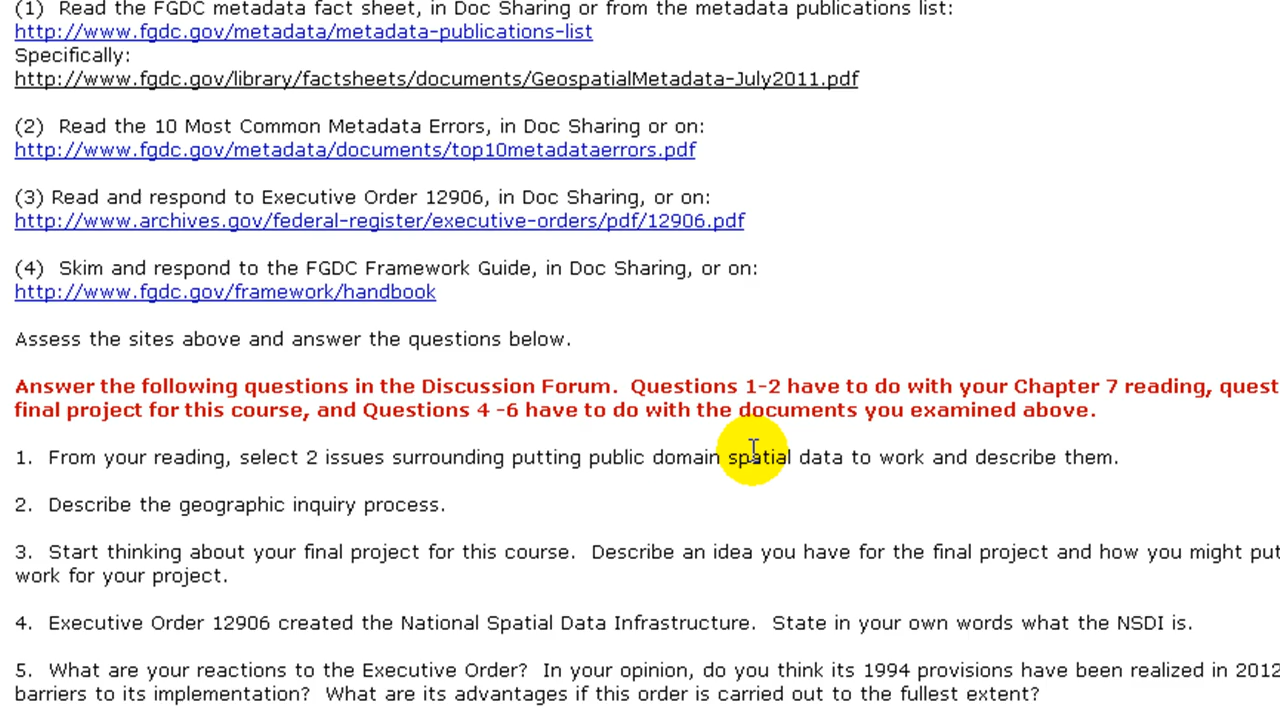 (1)  Read the FGDC metadata fact sheet, in Doc Sharing or from the metadata publications list:
http://www.fgdc.gov/metadata/metadata-publications-list
Specifically:
http://www.fgdc.gov/library/factsheets/documents/GeospatialMetadata-July2011.pdf
(2)  Read the 10 Most Common Metadata Errors, in Doc Sharing or on:
http://www.fgdc.gov/metadata/documents/top10metadataerrors.pdf
(3) Read and respond to Executive Order 12906, in Doc Sharing, or on:
http://www.archives.gov/federal-register/executive-orders/pdf/12906.pdf
(4)  Skim and respond to the FGDC Framework Guide, in Doc Sharing, or on:
http://www.fgdc.gov/framework/handbook
Assess the sites above and answer the questions below.
Answer the following questions in the Discussion Forum.  Questions 1-2 have to do with your Chapter 7 reading, quest
final project for this course, and Questions 4 -6 have to do with the documents you examined above.
1.  From your reading, select 2 issues surrounding putting public domain spatial data to work and describe them.
2.  Describe the geographic inquiry process.
3.  Start thinking about your final project for this course.  Describe an idea you have for the final project and how you might put
work for your project.
4.  Executive Order 12906 created the National Spatial Data Infrastructure.  State in your own words what the NSDI is.
5.  What are your reactions to the Executive Order?  In your opinion, do you think its 1994 provisions have been realized in 2012
barriers to its implementation?  What are its advantages if this order is carried out to the fullest extent?